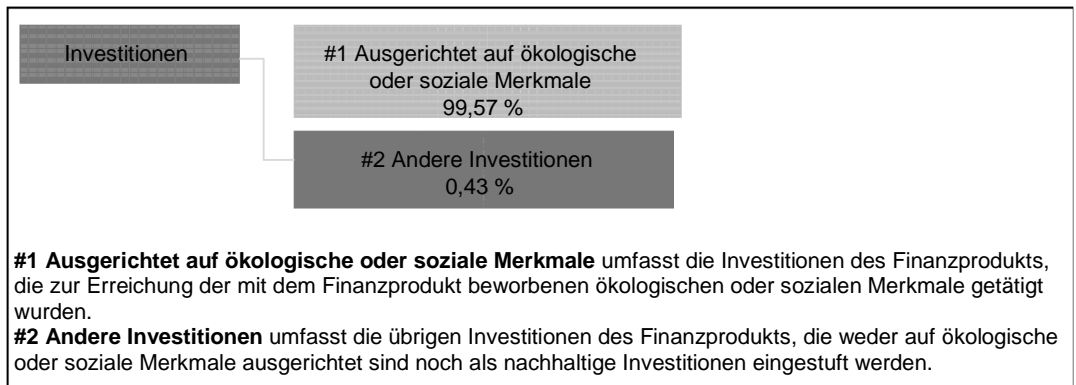 Investitionen
#1 Ausgerichtet auf ökologische
oder soziale Merkmale
99,57 %
#2 Andere Investitionen
0,43 %
#1 Ausgerichtet auf ökologische oder soziale Merkmale umfasst die Investitionen des Finanzprodukts,
die zur Erreichung der mit dem Finanzprodukt beworbenen ökologischen oder sozialen Merkmale getätigt
wurden.
#2 Andere Investitionen umfasst die übrigen Investitionen des Finanzprodukts, die weder auf ökologische
oder soziale Merkmale ausgerichtet sind noch als nachhaltige Investitionen eingestuft werden.